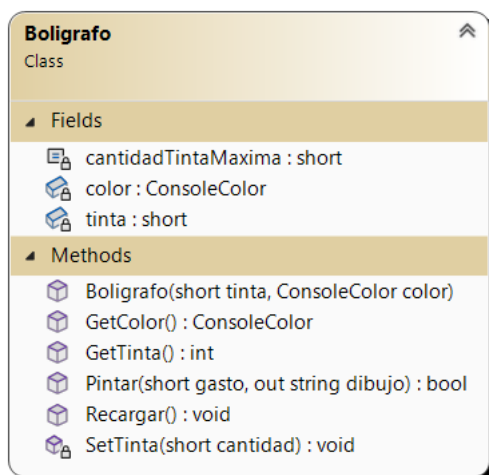 Boligrafo
Class
Fields
cantidadTintaMaxima : short
color : ConsoleColor
tinta : short
Methods
Boligrafo(short tinta, ConsoleColor color)
GetColor() : ConsoleColor
GetTinta() : int
Pintar(short gasto, out string dibujo) : bool
Recargar() : void
SetTinta(short cantidad) : void